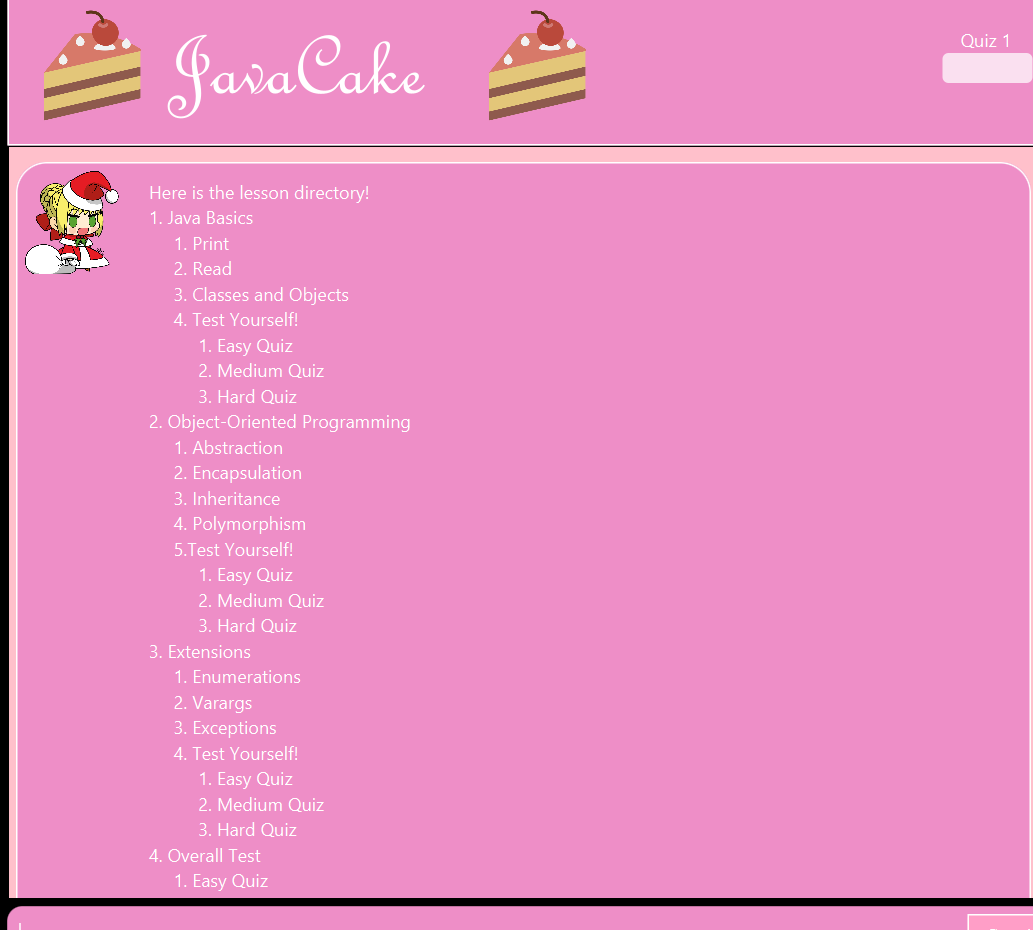 JavaCake
Quiz 1
Here is the lesson directory!
1. Java Basics
1. Print
2. Read
3. Classes and Objects
4. Test Yourself!
1. Easy Quiz
2. Medium Quiz
3. Hard Quiz
2. Object-Oriented Programming
1. Abstraction
2. Encapsulation
3. Inheritance
4. Polymorphism
5.Test Yourself!
1. Easy Quiz
2. Medium Quiz
3. Hard Quiz
3. Extensions
1. Enumerations
2. Varargs
3. Exceptions
4. Test Yourself!
1. Easy Quiz
2. Medium Quiz
3. Hard Quiz
4. Overall Test
1. Easy Quiz